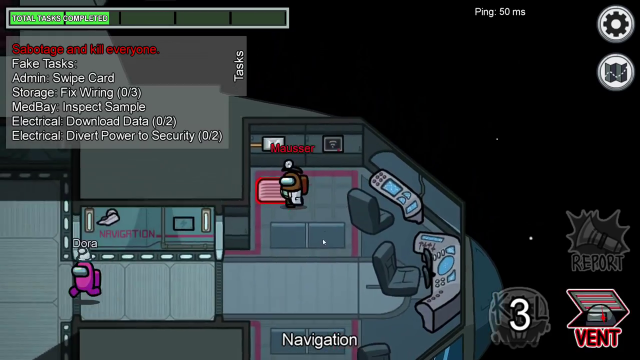 TOTAL TASKS COMPLETED
Ping: 50 ms
Sabotage and kill everyone.
Fake Tasks:
Admin: Swipe Card
Storage: Fix Wiring (0/3)
MedBay: Inspect Sample
Electrical: Download Data (0/2)
Electrical: Divert Power to Security (0/2)
Tasks
Mausser
NAVIGATION
Dora
REPORT
3
VENT
Navigation